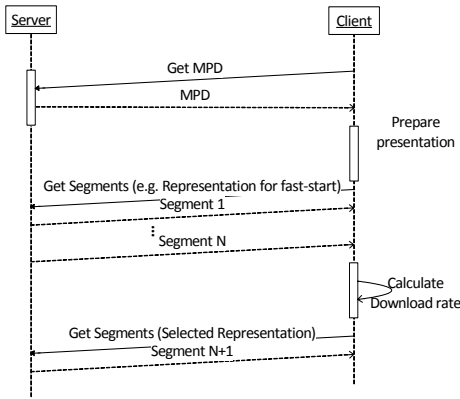 Server
Client
Get MPD
MPD
Prepare
presentation
Get Segments (e.g. Representation for fast-start)
Segment 1
Segment N
Calculate
Download rate
Get Segments (Selected Representation)
Segment N+1